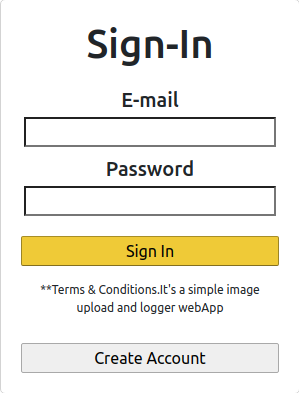 Sign-In
E-mail
Password
Sign In
**Terms & Conditions.It's a simple image
upload and logger webApp
Create Account